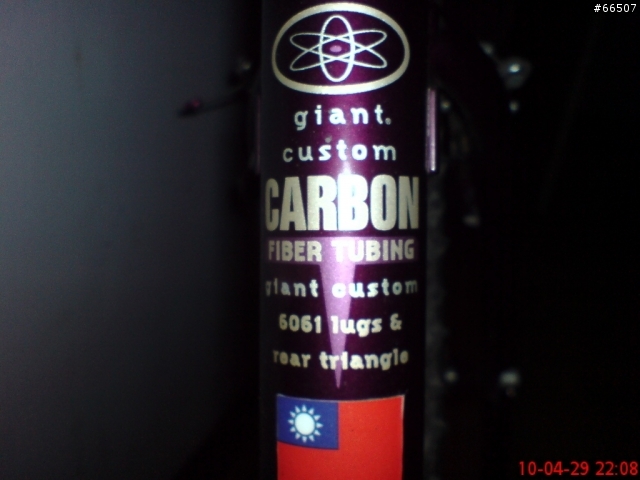 #66507
giant.
custom
CARBON
FIBER TUBING
giant custom
6061 lugs &
rear triangle
10-04-29 22:08